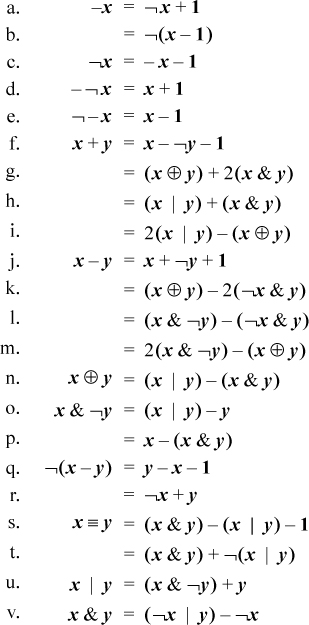 a. –x = ¬x + 1
b. = ¬(x – 1)
c. ¬x = – x – 1
d. – ¬ x = x + 1
e. ¬ – x = x – 1
f. x + y = x – ¬y – 1
g. = (x ⊕ y) + 2(x & y)
h. = (x | y) + (x & y)
i. = 2(x | y) – (x ⊕ y)
j. x – y = x + ¬y + 1
k. = (x ⊕ y) – 2(¬x & y)
l. = (x & ¬y) – (¬x & y)
m. = 2(x & ¬y) – (x ⊕ y)
n. x ⊕ y = (x | y) – (x & y)
o. x & ¬y = (x | y) – y
p. = x – (x & y)
q. ¬(x – y) = y – x – 1
r. = ¬x + y
s. x ≡ y = (x & y) – (x | y) – 1
t. = (x & y) + ¬(x | y)
u. x | y = (x & ¬y) + y
v. x & y = (¬x | y) – ¬x